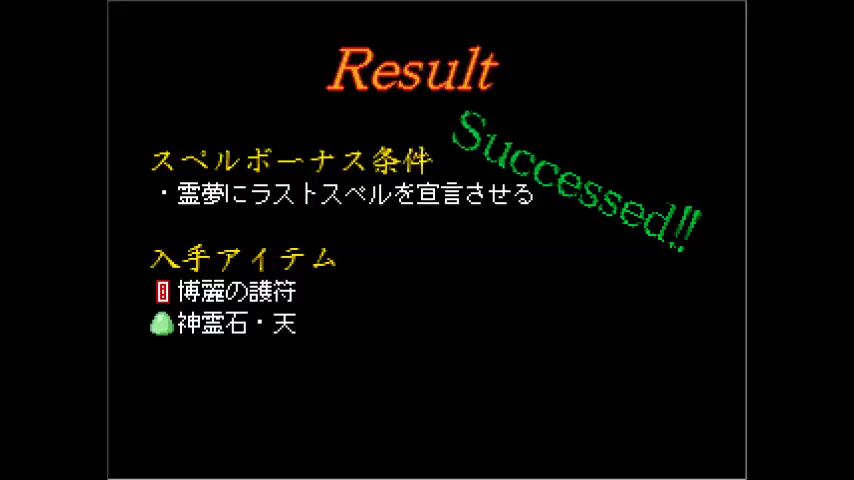 Result
Successed!!
スペルボーナス条件
・霊夢にラストスペルを宣言させる
入手アイテム
博麗の護符
神霊石・天